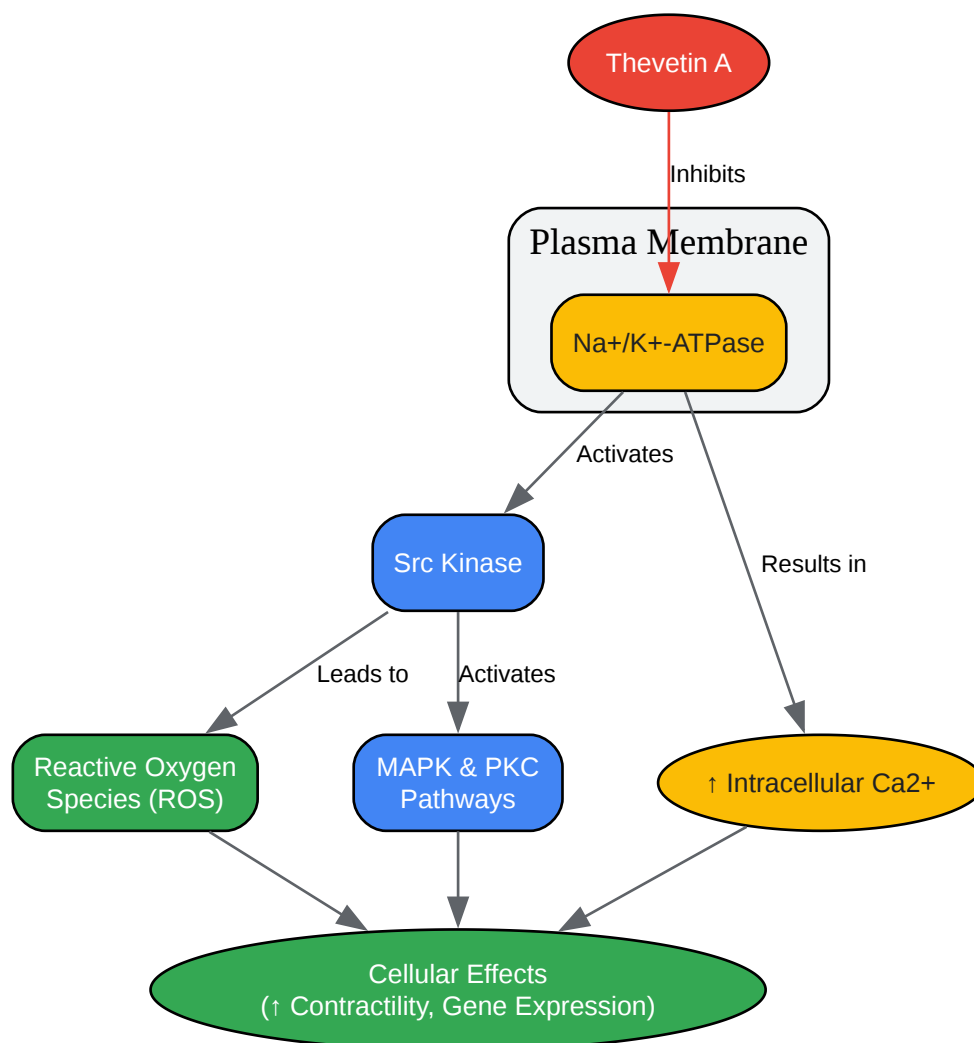 Thevetin A
Inhibits
Plasma Membrane
Na+/K+-ATPase
Activates
Src Kinase
Results in
Leads to
Activates
Reactive Oxygen
Species (ROS)
MAPK & PKC
Pathways
↑ Intracellular Ca2+
Cellular Effects
(↑ Contractility, Gene Expression)